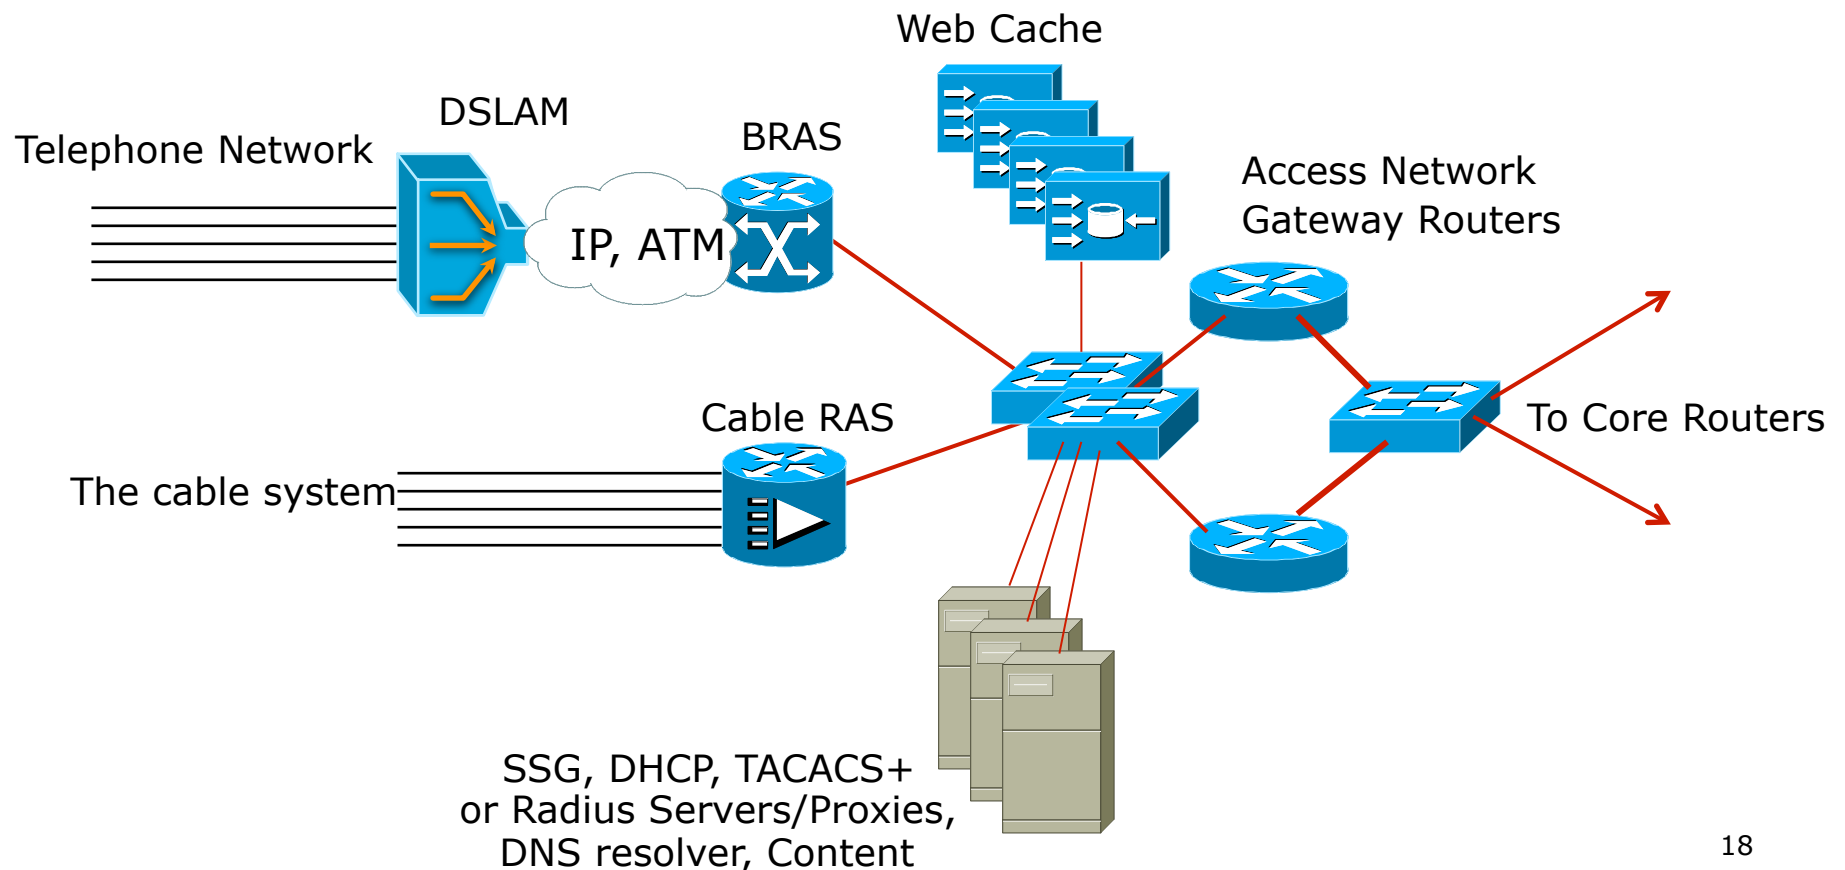 Web Cache
DSLAM
BRAS
Telephone Network
Access Network
Gateway Routers
IP, ATM
Cable RAS
To Core Routers
The cable system
SSG, DHCP, TACACS+
or Radius Servers/Proxies,
DNS resolver, Content
18